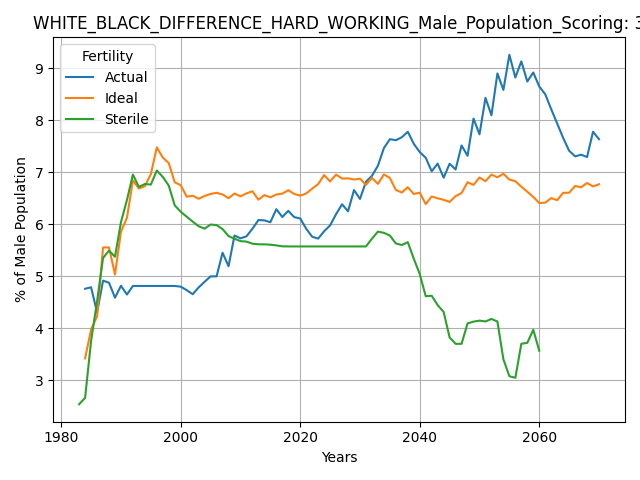 WHITE_BLACK_DIFFERENCE_HARD_WORKING_Male_Population_Scoring: 3
Fertility
Actual
Ideal
Sterile
% of Male Population
9
8
7
6
5
4
3
1980 2000 2020 2040 2060
Years